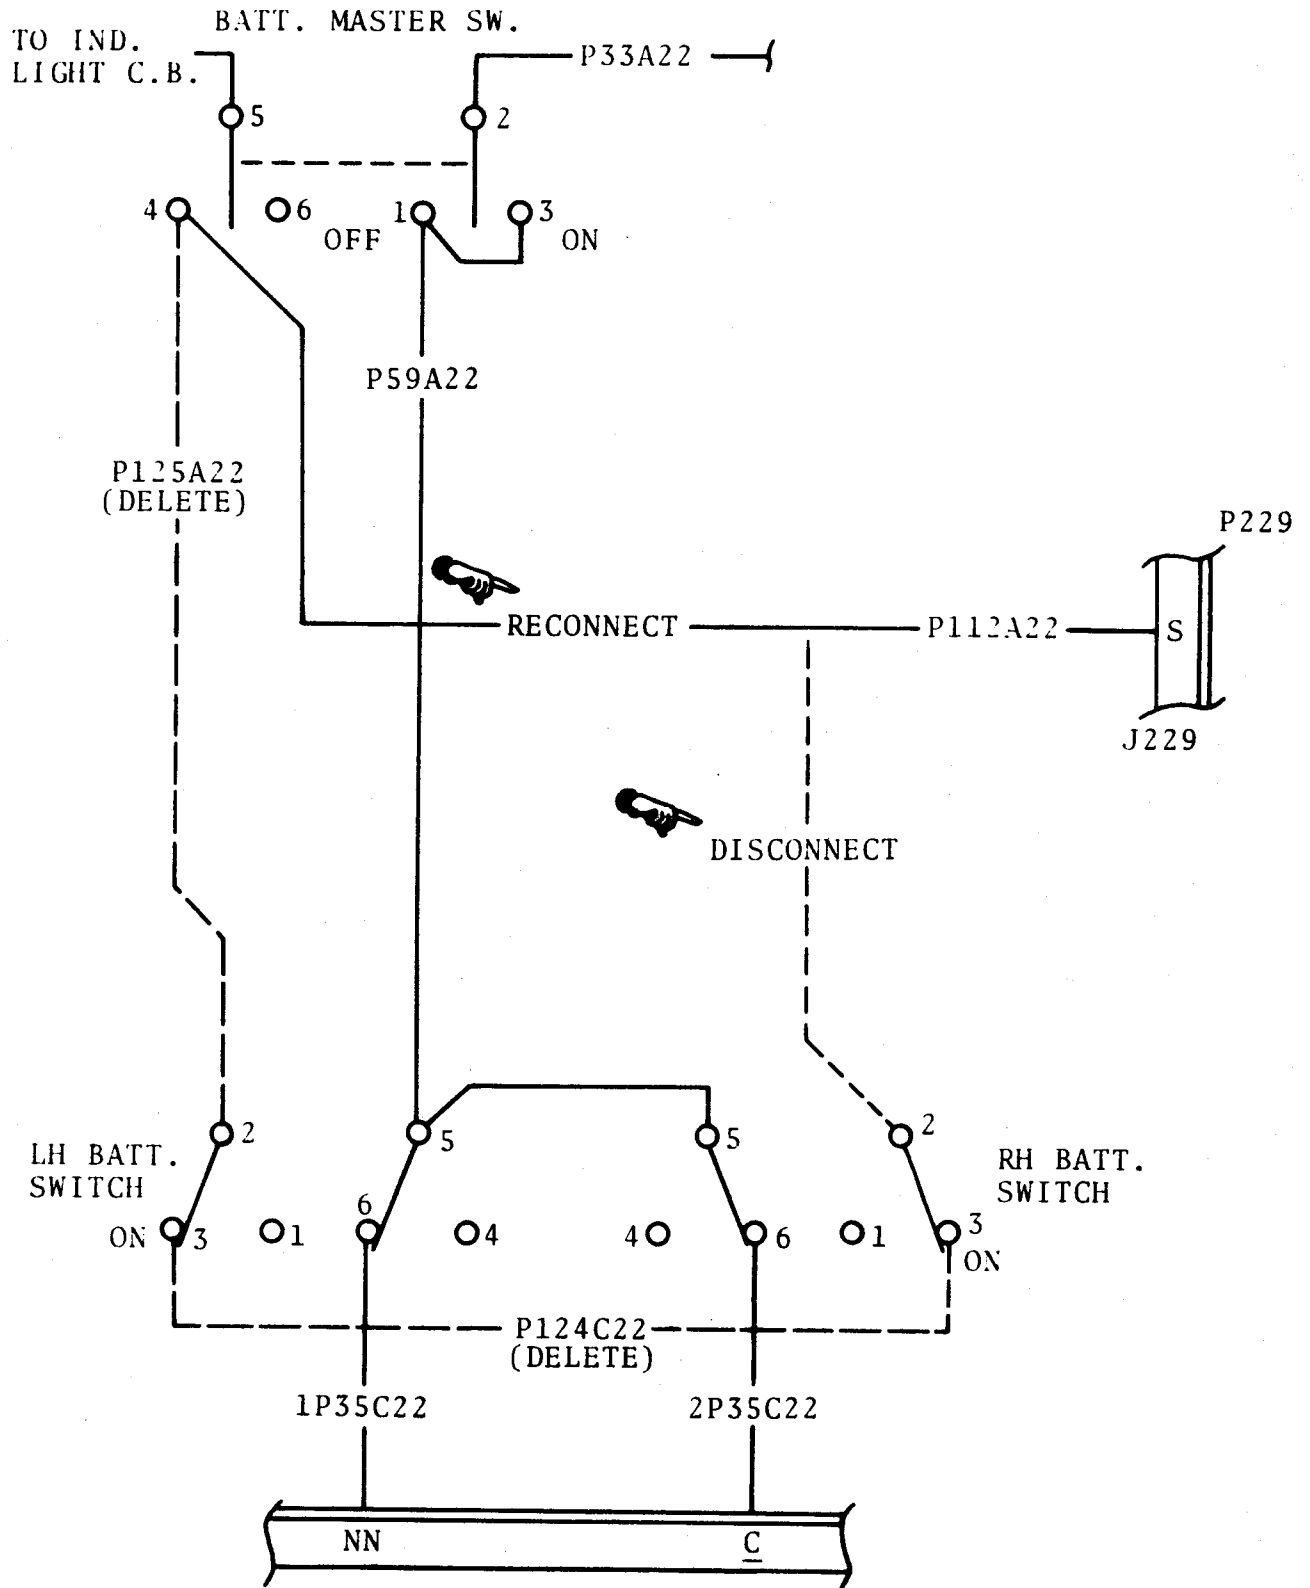 BATT. MASTER SW.
TO IND.
LIGHT C.B.
P33A22
5
2
4
6
OFF
1
3
ON
P59A22
P125A22
(DELETE)
P229
RECONNECT
P112A22
S
J229
DISCONNECT
LH BATT.
SWITCH
2
5
5
2
RH BATT.
SWITCH
ON
3
1
6
4
4
6
1
3
ON
P124C22
(DELETE)
1P35C22
2P35C22
NN
C